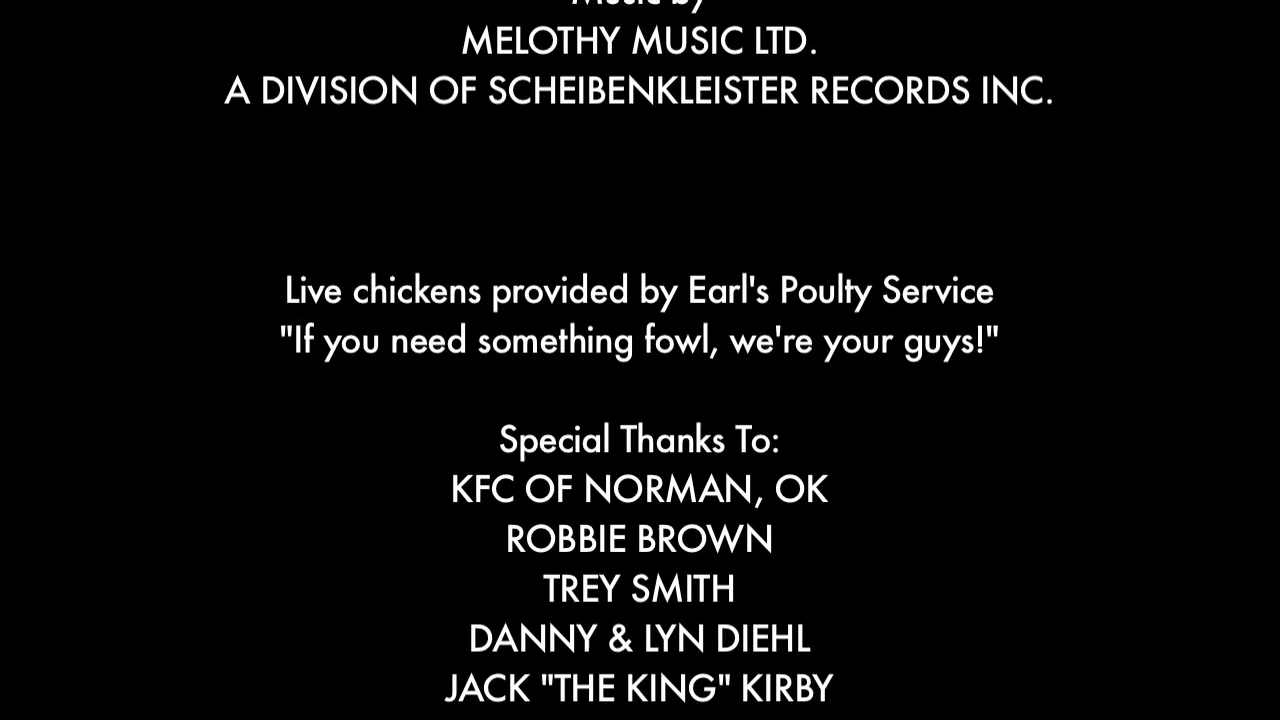 Music by
MELOTHY MUSIC LTD.
A DIVISION OF SCHEIBENKLEISTER RECORDS INC.
Live chickens provided by Earl's Poulty Service
"If you need something fowl, we're your guys!"
Special Thanks To:
KFC OF NORMAN, OK
ROBBIE BROWN
TREY SMITH
DANNY & LYN DIEHL
JACK "THE KING" KIRBY